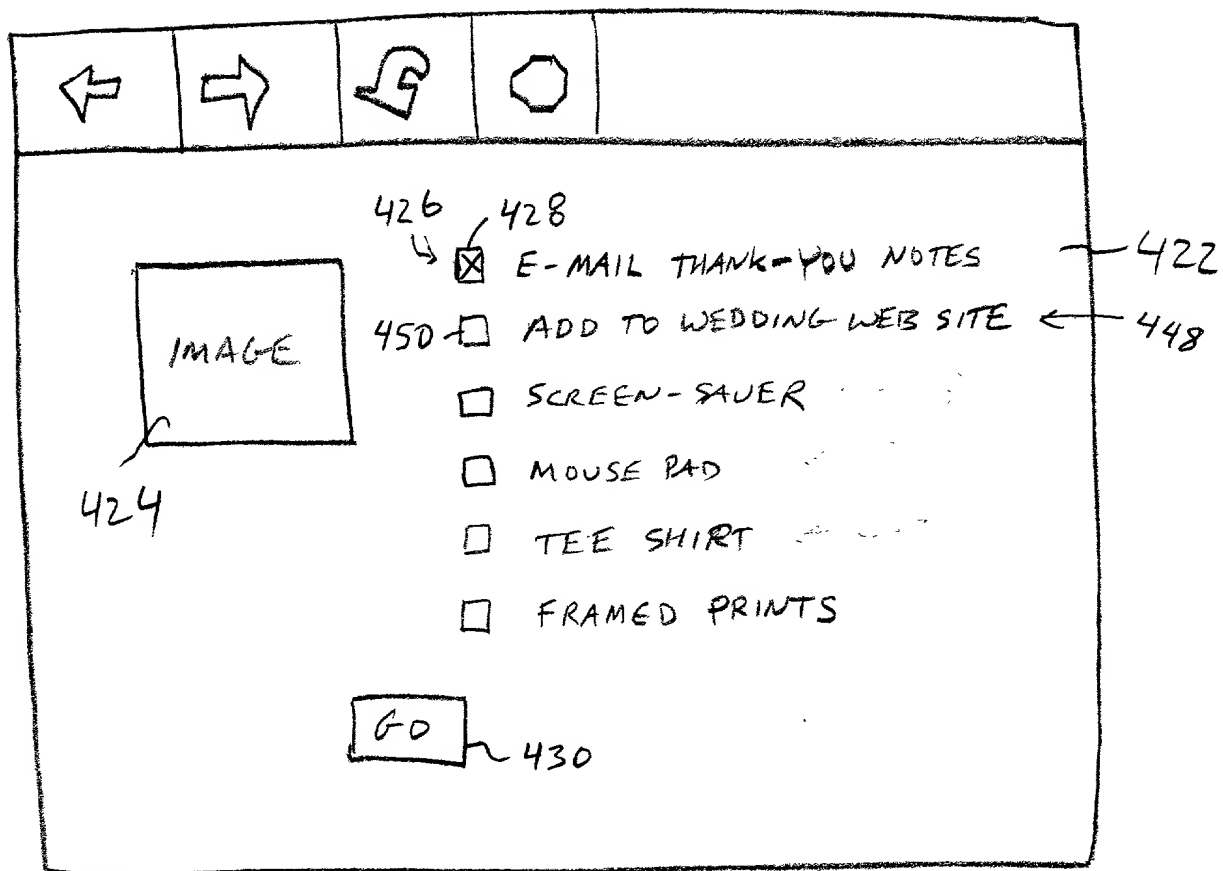 426 428
E-MAIL THANK-YOU NOTES 422
450 ADD TO WEDDING WEB SITE 448
IMAGE
SCREEN-SAVER
424
MOUSE PAD
TEE SHIRT
FRAMED PRINTS
GO 430